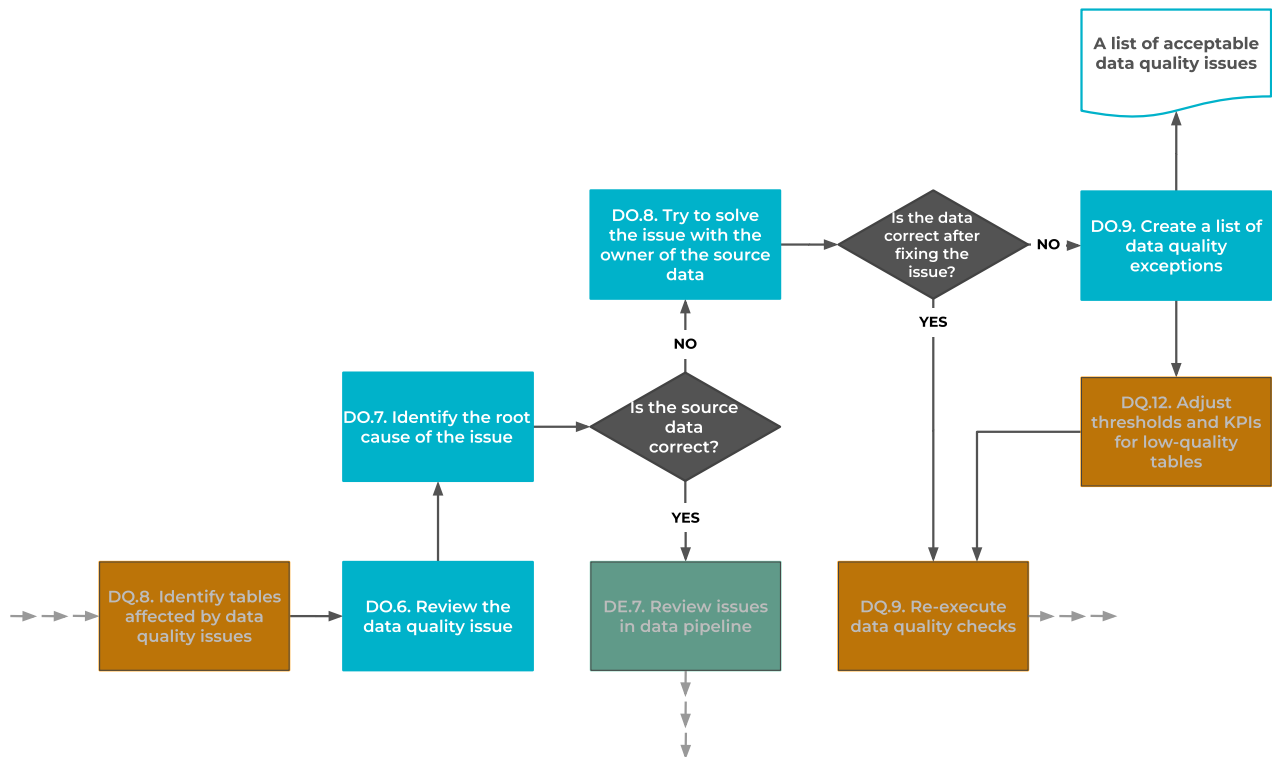 A list of acceptable
data quality issues
DO.8. Try to solve
the issue with the
owner of the source
data
Is the data
correct after
fixing the
issue?
NO
DO.9. Create a list of
data quality
exceptions
YES
NO
DO.7. Identify the root
cause of the issue
Is the source
data
correct?
DQ.12. Adjust
thresholds and KPIs
for low-quality
tables
YES
DQ.8. Identify tables
affected by data
quality issues
DO.6. Review the
data quality issue
DE.7. Review issues
in data pipeline
DQ.9. Re-execute
data quality checks